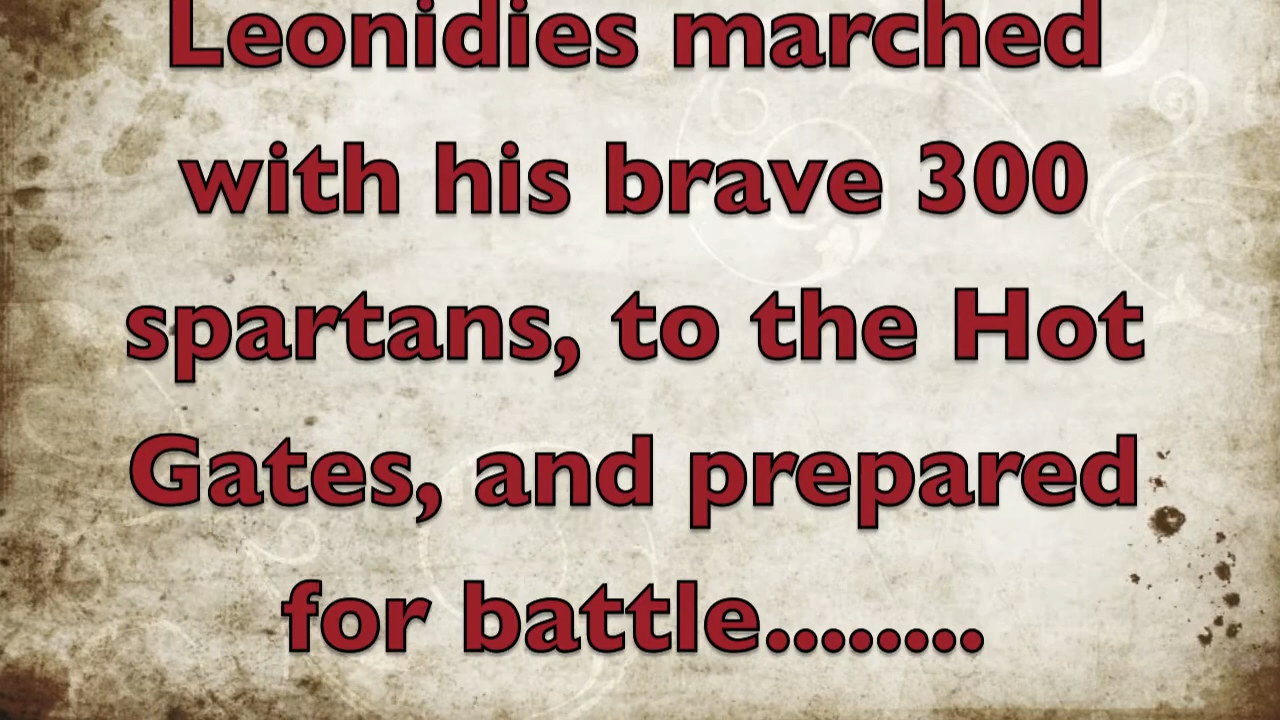 Leonidies marched
with his brave 300
spartans, to the Hot
Gates, and prepared
for battle........